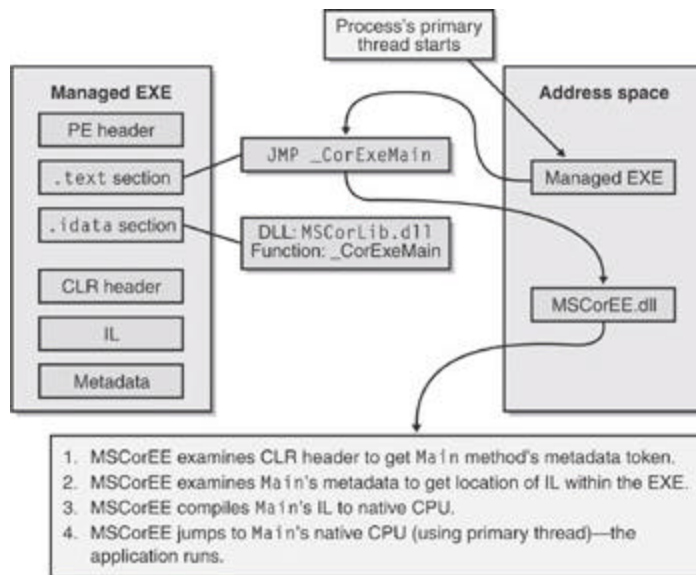 Process's primary
thread starts
Managed EXE
PE header
.text section
.idata section
CLR header
IL
Metadata
JMP _CorExeMain
DLL: MSCorLib.dll
Function: _CorExeMain
Address space
Managed EXE
MSCorEE.dll
1. MSCorEE examines CLR header to get Main method's metadata token.
2. MSCorEE examines Main's metadata to get location of IL within the EXE.
3. MSCorEE compiles Main's IL to native CPU.
4. MSCorEE jumps to Main's native CPU (using primary thread)—the
application runs.